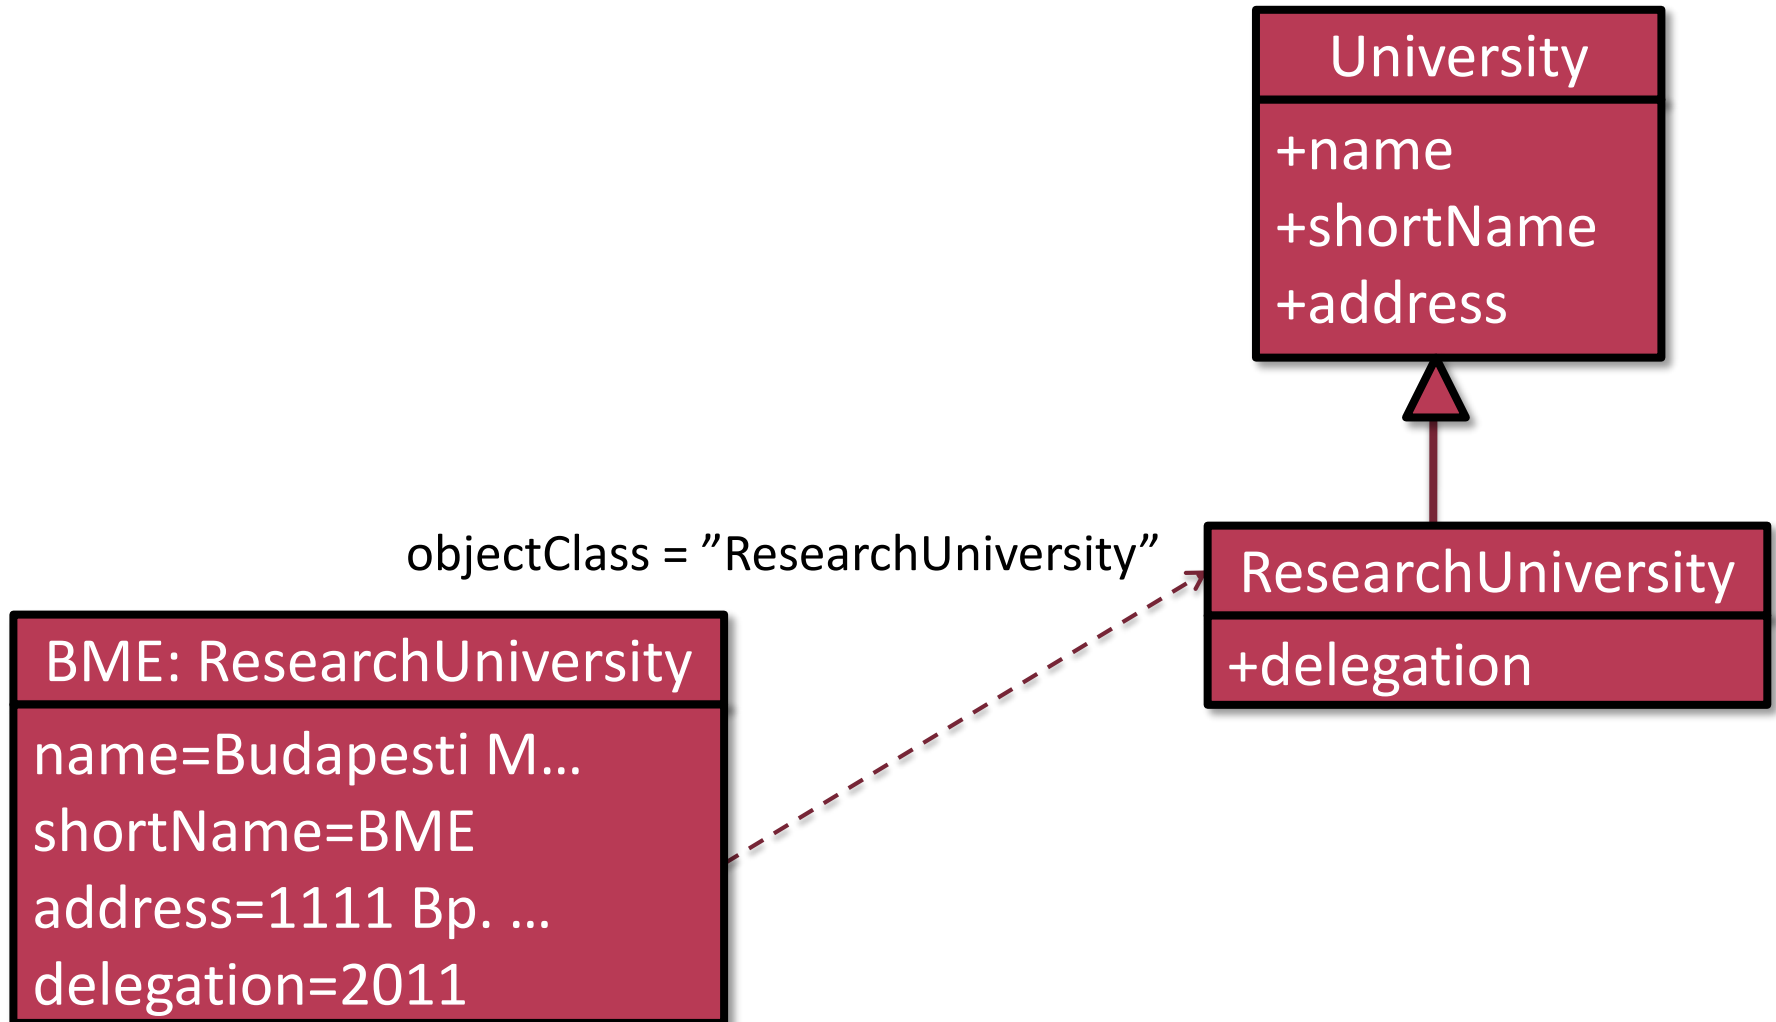 University
+name
+shortName
+address
objectClass = ”ResearchUniversity”
ResearchUniversity
+delegation
BME: ResearchUniversity
name=Budapesti M...
shortName=BME
address=1111 Bp. ...
delegation=2011